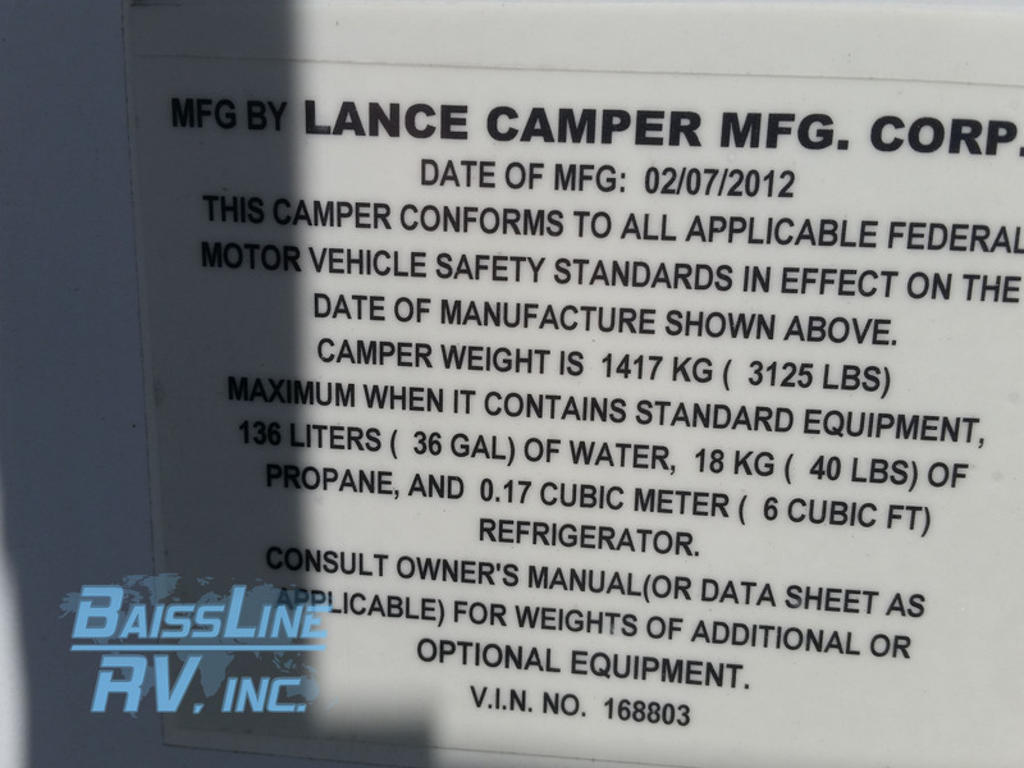 MFG BY LANCE CAMPER MFG. CORP.
DATE OF MFG: 02/07/2012
THIS CAMPER CONFORMS TO ALL APPLICABLE FEDERAL
MOTOR VEHICLE SAFETY STANDARDS IN EFFECT ON THE
DATE OF MANUFACTURE SHOWN ABOVE.
CAMPER WEIGHT IS 1417 KG ( 3125 LBS)
MAXIMUM WHEN IT CONTAINS STANDARD EQUIPMENT,
136 LITERS ( 36 GAL) OF WATER, 18 KG ( 40 LBS) OF
PROPANE, AND 0.17 CUBIC METER ( 6 CUBIC FT)
REFRIGERATOR.
CONSULT OWNER'S MANUAL(OR DATA SHEET AS
APPLICABLE) FOR WEIGHTS OF ADDITIONAL OR
OPTIONAL EQUIPMENT.
V.I.N. NO. 168803
BAISSLINE
RV, INC.